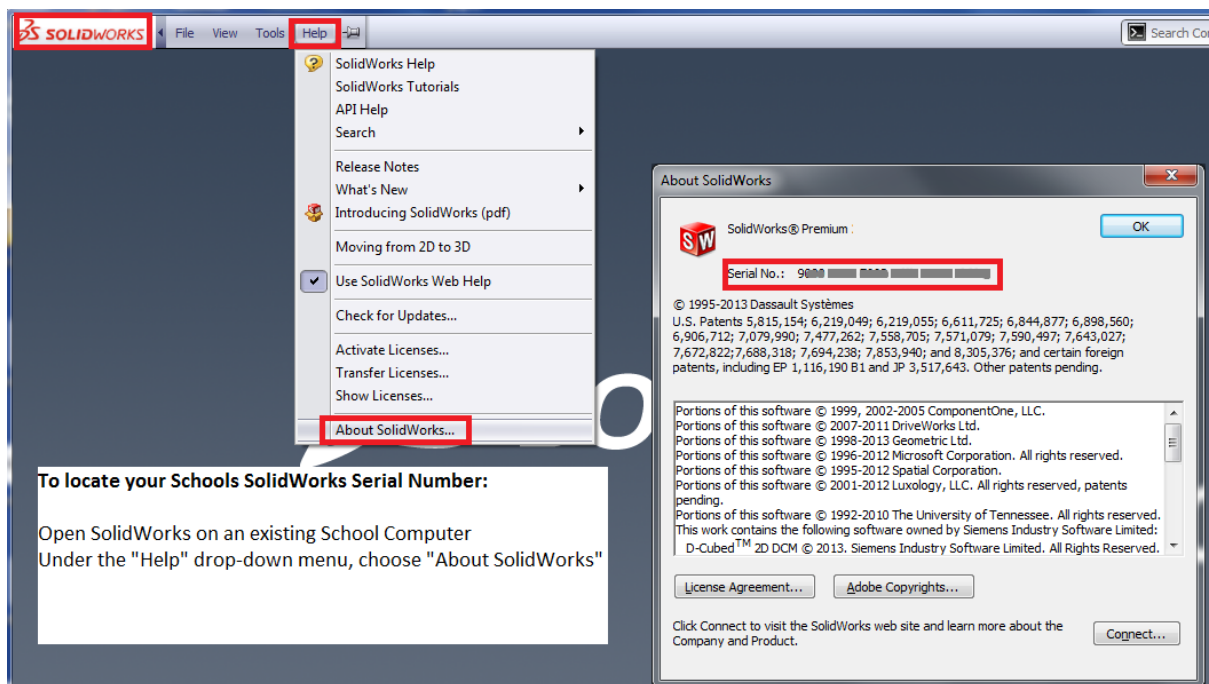 SOLIDWORKS File View Tools Help
Search
SolidWorks Help
SolidWorks Tutorials
API Help
Search
Release Notes
What's New
Introducing SolidWorks (pdf)
Moving from 2D to 3D
Use SolidWorks Web Help
Check for Updates...
Activate Licenses...
Transfer Licenses...
Show Licenses...
About SolidWorks...
To locate your Schools SolidWorks Serial Number:
Open SolidWorks on an existing School Computer
Under the "Help" drop-down menu, choose "About SolidWorks"
About SolidWorks
SW
SolidWorks® Premium
OK
Serial No.:
© 1995-2013 Dassault Systèmes
U.S. Patents 5,815,154; 6,219,049; 6,219,055; 6,611,725; 6,844,877; 6,898,560;
6,906,712; 7,079,990; 7,477,262; 7,558,705; 7,571,079; 7,590,497; 7,643,027;
7,672,822;7,688,318; 7,694,238; 7,853,940; and 8,305,376; and certain foreign
patents, including EP 1,116,190 B1 and JP 3,517,643. Other patents pending.
Portions of this software © 1999, 2002-2005 ComponentOne, LLC.
Portions of this software © 2007-2011 DriveWorks Ltd.
Portions of this software © 1998-2013 Geometric Ltd.
Portions of this software © 1996-2012 Microsoft Corporation. All rights reserved.
Portions of this software © 1995-2012 Spatial Corporation.
Portions of this software © 2001-2012 Luxology, LLC. All rights reserved, patents
pending.
Portions of this software © 1992-2010 The University of Tennessee. All rights reserved.
This work contains the following software owned by Siemens Industry Software Limited:
D-Cubed™ 2D DCM © 2013. Siemens Industry Software Limited. All Rights Reserved.
License Agreement... Adobe Copyrights...
Click Connect to visit the SolidWorks web site and learn more about the
Company and Product.
Connect...